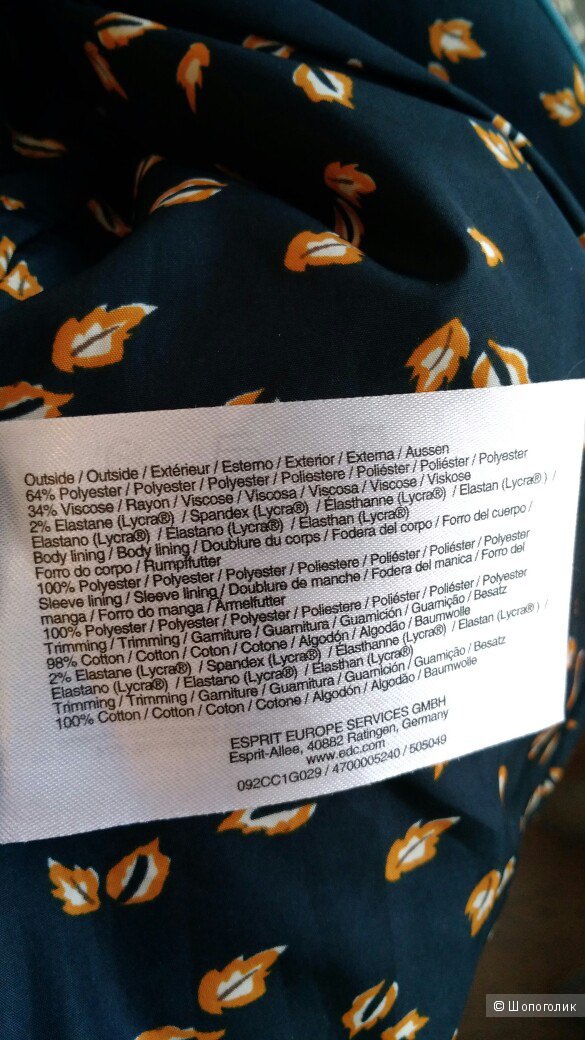 Outside / Outside / Extérieur / Esterno / Exterior / Externa / Aussen
64% Polyester / Polyester / Polyester / Poliestere / Poliéster / Poliéster / Polyester
34% Viscose / Rayon / Viscose / Viscosa / Viscosa / Viscose / Viskose
2% Elastane (Lycra®) / Spandex (Lycra®) / Élasthanne (Lycra®) / Elastan (Lycra®) /
Elastano (Lycra®) / Elastano (Lycra®) / Elasthan (Lycra®)
Body lining / Body lining / Doublure du corps / Fodera del corpo / Forro del cuerpo /
Forro do corpo / Rumpffutter
100% Polyester / Polyester / Polyester / Poliestere / Poliéster / Poliéster / Polyester
Sleeve lining / Sleeve lining / Doublure de manche / Fodera del manica / Forro del
manga / Forro do manga / Ärmelfutter
100% Polyester / Polyester / Polyester / Poliestere / Poliéster / Poliéster / Polyester
Trimming / Trimming / Garniture / Guarnitura / Guarnición / Guarnição / Besatz
98% Cotton / Cotton / Coton / Cotone / Algodón / Algodão / Baumwolle
2% Elastane (Lycra®) / Spandex (Lycra®) / Élasthanne (Lycra®) / Elastan (Lycra®) /
Elastano (Lycra®) / Elastano (Lycra®) / Elasthan (Lycra®)
Trimming / Trimming / Garniture / Guarnitura / Guarnición / Guarnição / Besatz
100% Cotton / Cotton / Coton / Cotone / Algodón / Algodão / Baumwolle
ESPRIT EUROPE SERVICES GMBH
Esprit-Allee, 40882 Ratingen, Germany
www.edc.com
092CC1G029 / 4700005240 / 505049
© Шопоголик